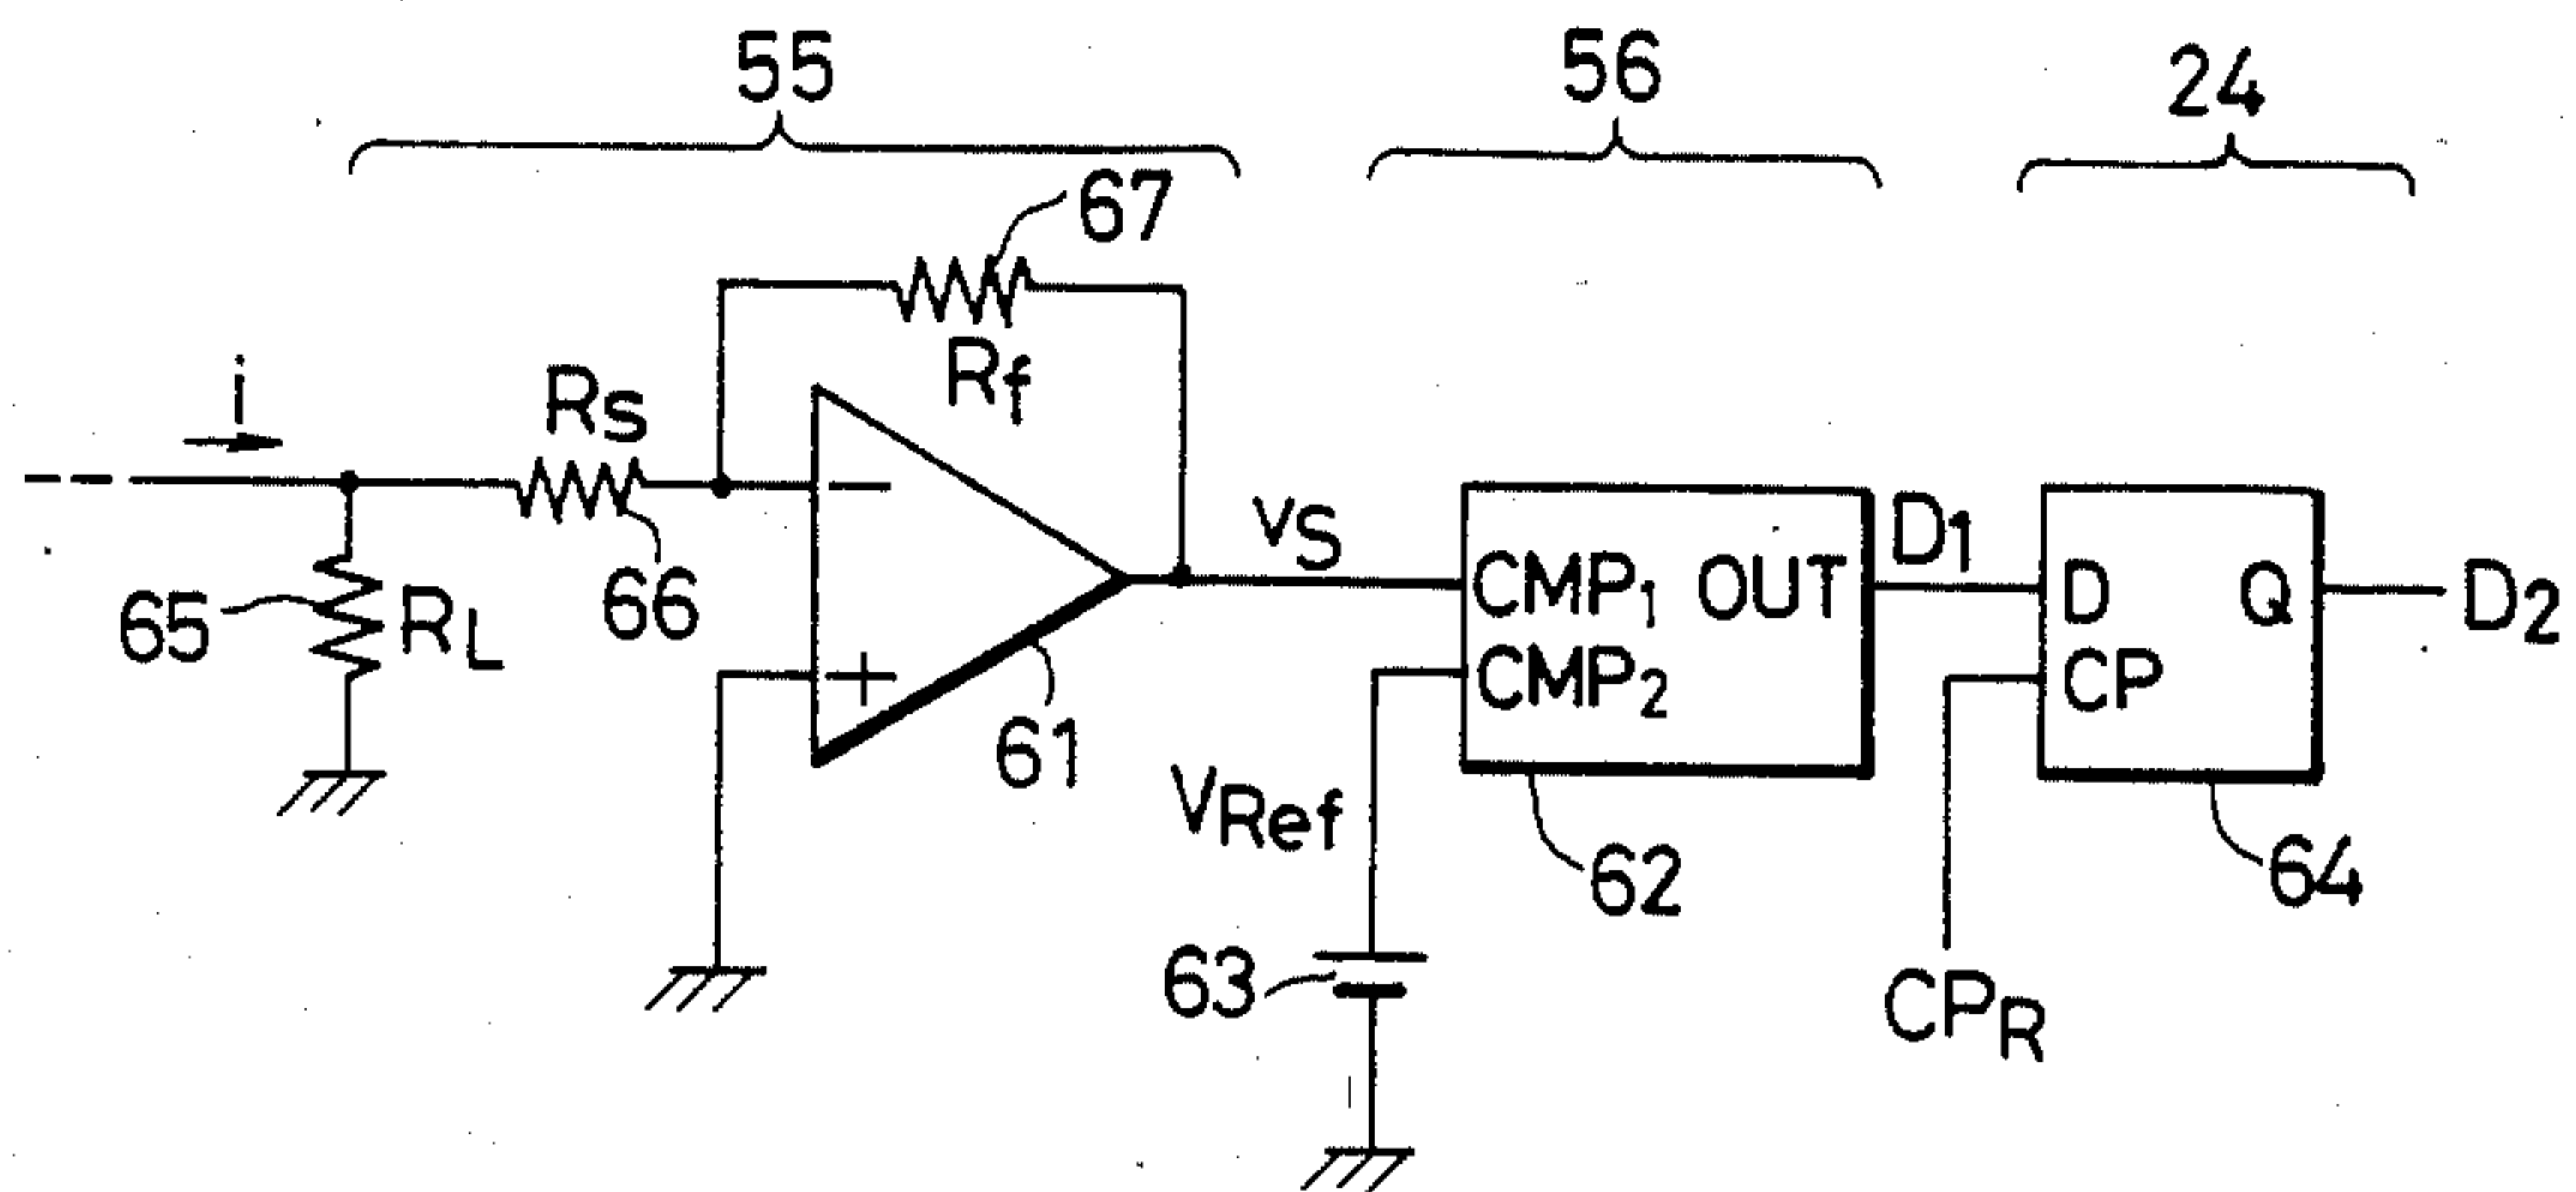 55
56
24
67
Rf
i
Rs
−
66
65
RL
+
61
vS
CMP1 OUT
CMP2
D1
D Q
CP
D2
VRef
62
64
63
CPR